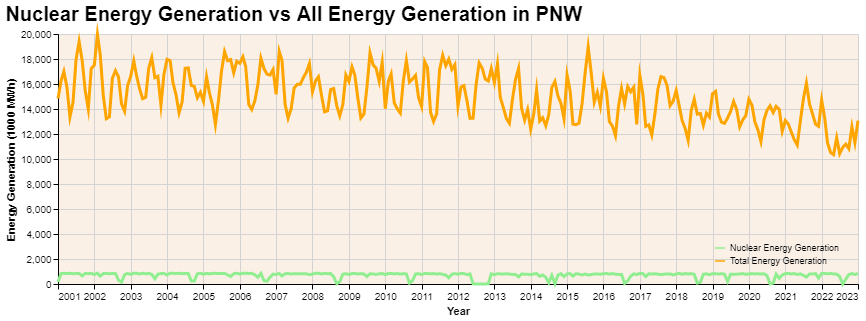 Nuclear Energy Generation vs All Energy Generation in PNW
Energy Generation (1000 MW/h)
20,000
18,000
16,000
14,000
12,000
10,000
8,000
6,000
4,000
2,000
0
Nuclear Energy Generation
Total Energy Generation
2001 2002 2003 2004 2005 2006 2007 2008 2009 2010 2011 2012 2013 2014 2015 2016 2017 2018 2019 2020 2021 2022 2023
Year